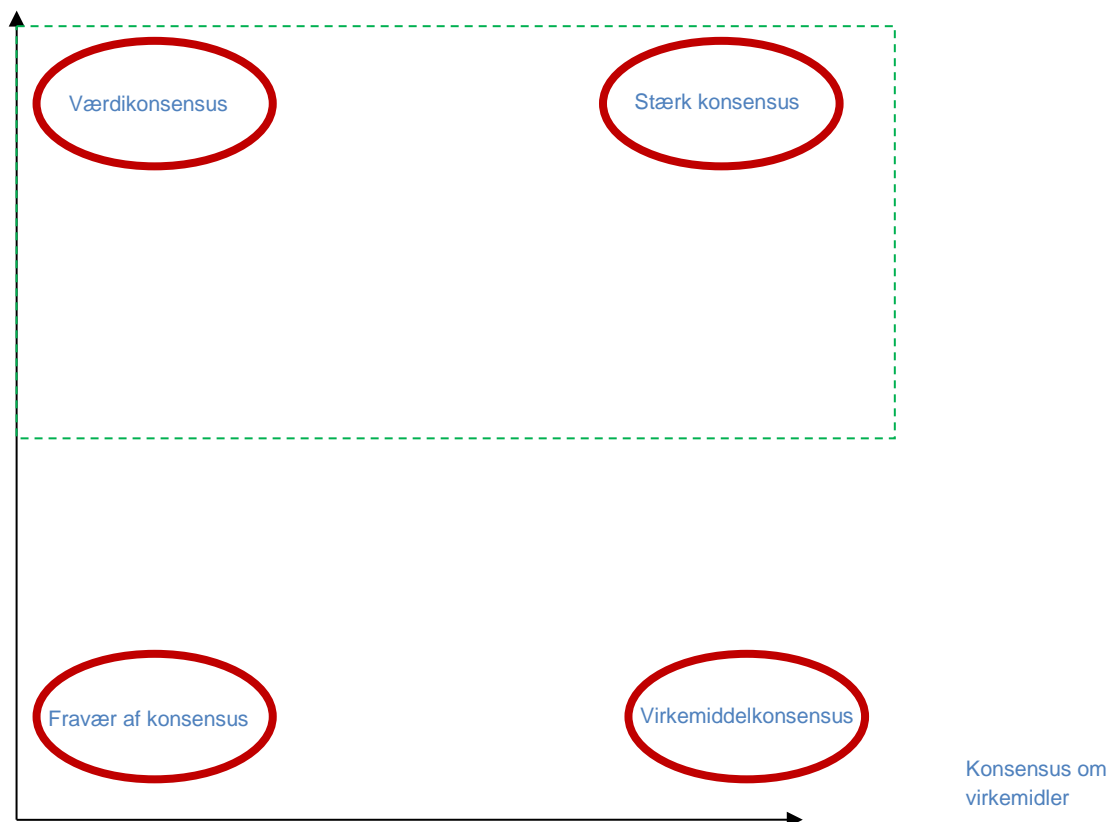 Værdikonsensus
Stærk konsensus
Fravær af konsensus
Virkemiddelkonsensus
Konsensus om
virkemidler